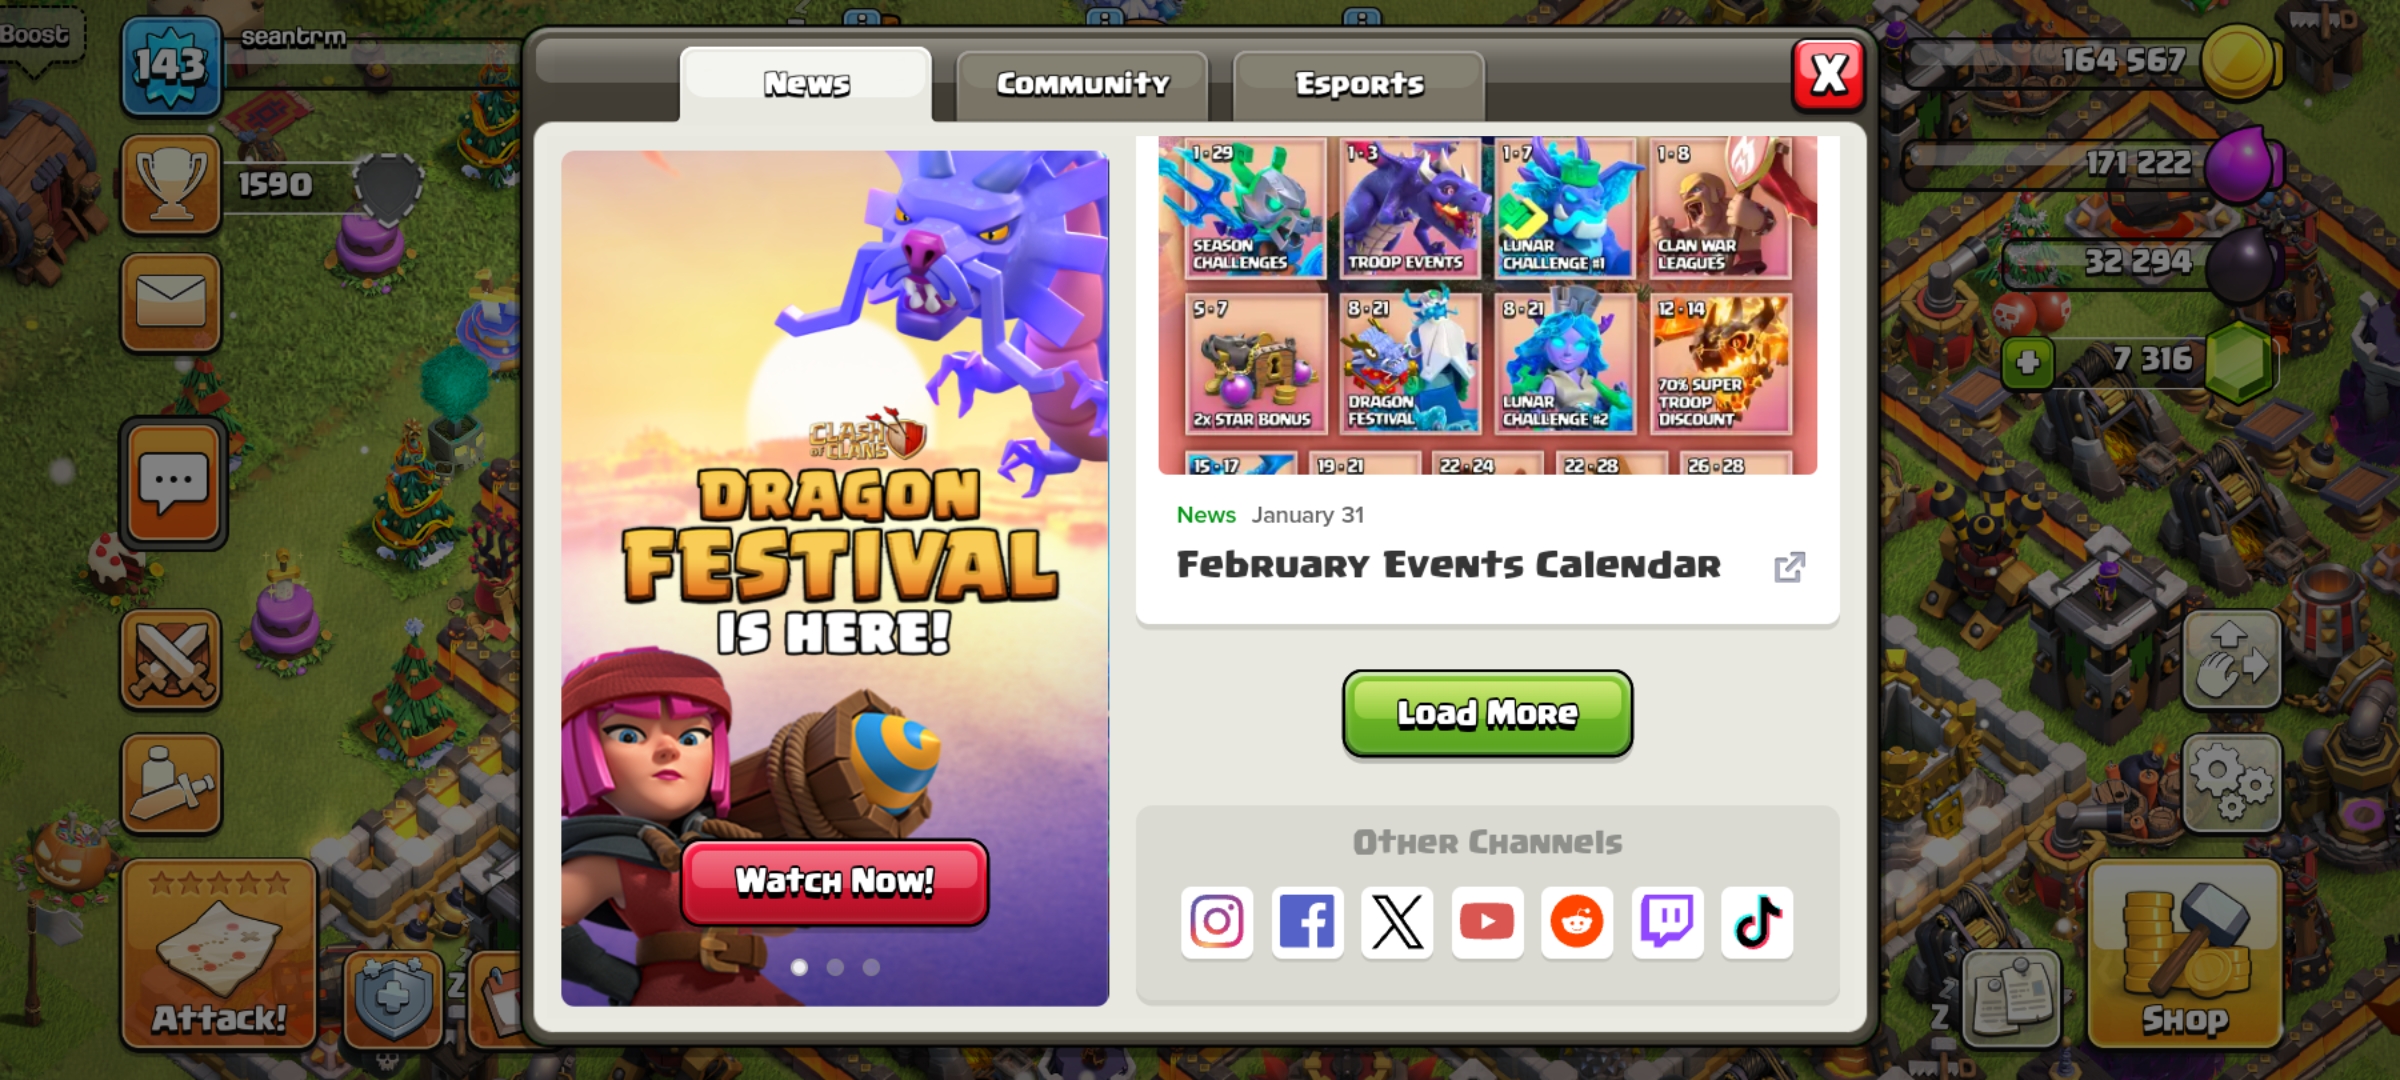 Boost
143
seantrm
1590
Attack!
News
Community
Esports
X
CLASH
OF CLANS
DRAGON
FESTIVAL
IS HERE!
Watch Now!
1-29
SEASON
CHALLENGES
1-3
TROOP EVENTS
1-7
LUNAR
CHALLENGE #1
1-8
CLAN WAR
LEAGUES
5-7
2x STAR BONUS
8-21
DRAGON
FESTIVAL
8-21
LUNAR
CHALLENGE #2
12-14
70% SUPER
TROOP
DISCOUNT
15-17
19-21
22-24
22-28
26-28
News January 31
February Events Calendar
Load More
Other Channels
164 567
171 222
32 294
7 316
Shop